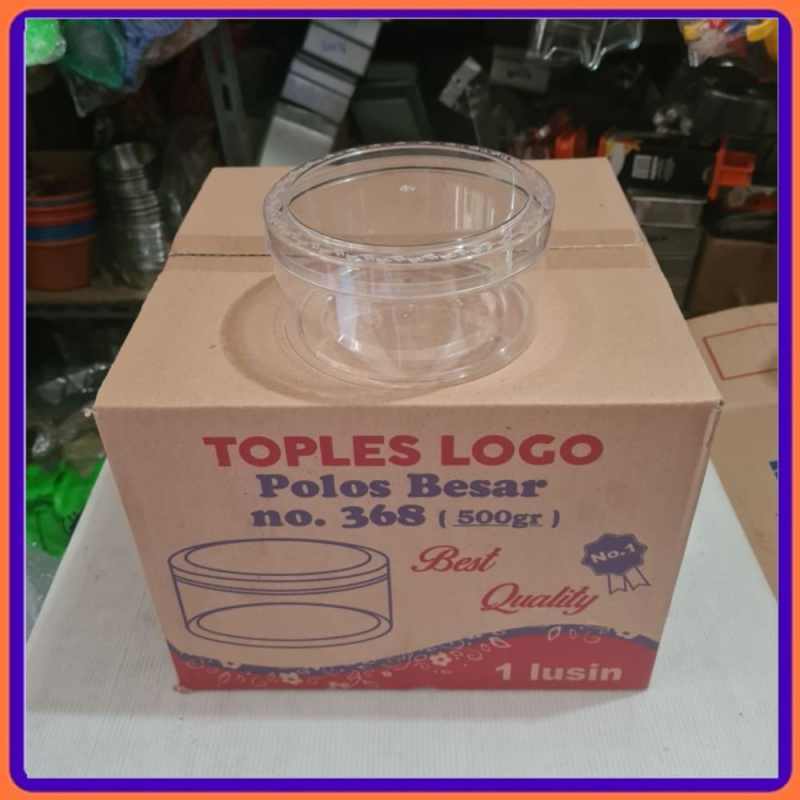 TOPLES LOGO
Polos Besar
no. 368 ( 500gr )
Best
Quality
No.1
1 lusin